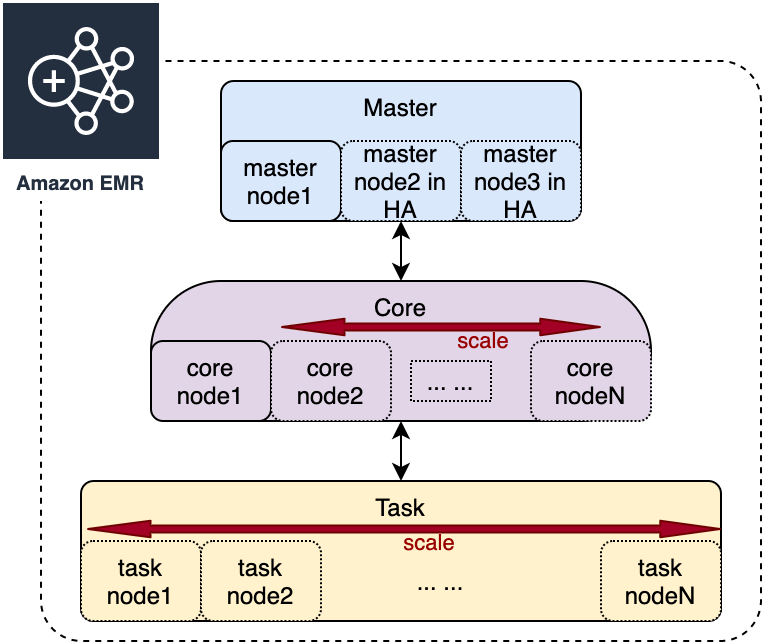 Amazon EMR
Master
master
node1
master
node2 in
HA
master
node3 in
HA
Core
scale
core
node1
core
node2
... ...
core
nodeN
Task
scale
task
node1
task
node2
... ...
task
nodeN